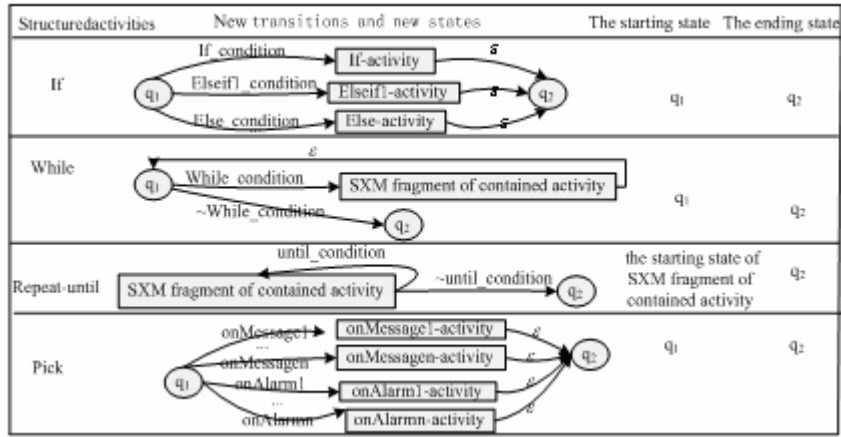 Structuredactivities New transitions and new states The starting state The ending state
If_condition
If-activity
s
If
q1
Elseif1_condition
Elseif1-activity
s
q2
q1
q2
Else_condition
...
Else-activity
s
ε
While
q1
While_condition
SXM fragment of contained activity
q1
~While_condition
q2
q2
until_condition
Repeat-until
SXM fragment of contained activity
~until_condition
q2
the starting state of
SXM fragment of
contained activity
q2
onMessage1
...
onMessage1-activity
ε
onMessagen
onMessagen-activity
ε
q2
q1
q2
Pick
q1
onAlarm1
...
onAlarm1-activity
ε
onAlarmn
onAlarmn-activity
ε